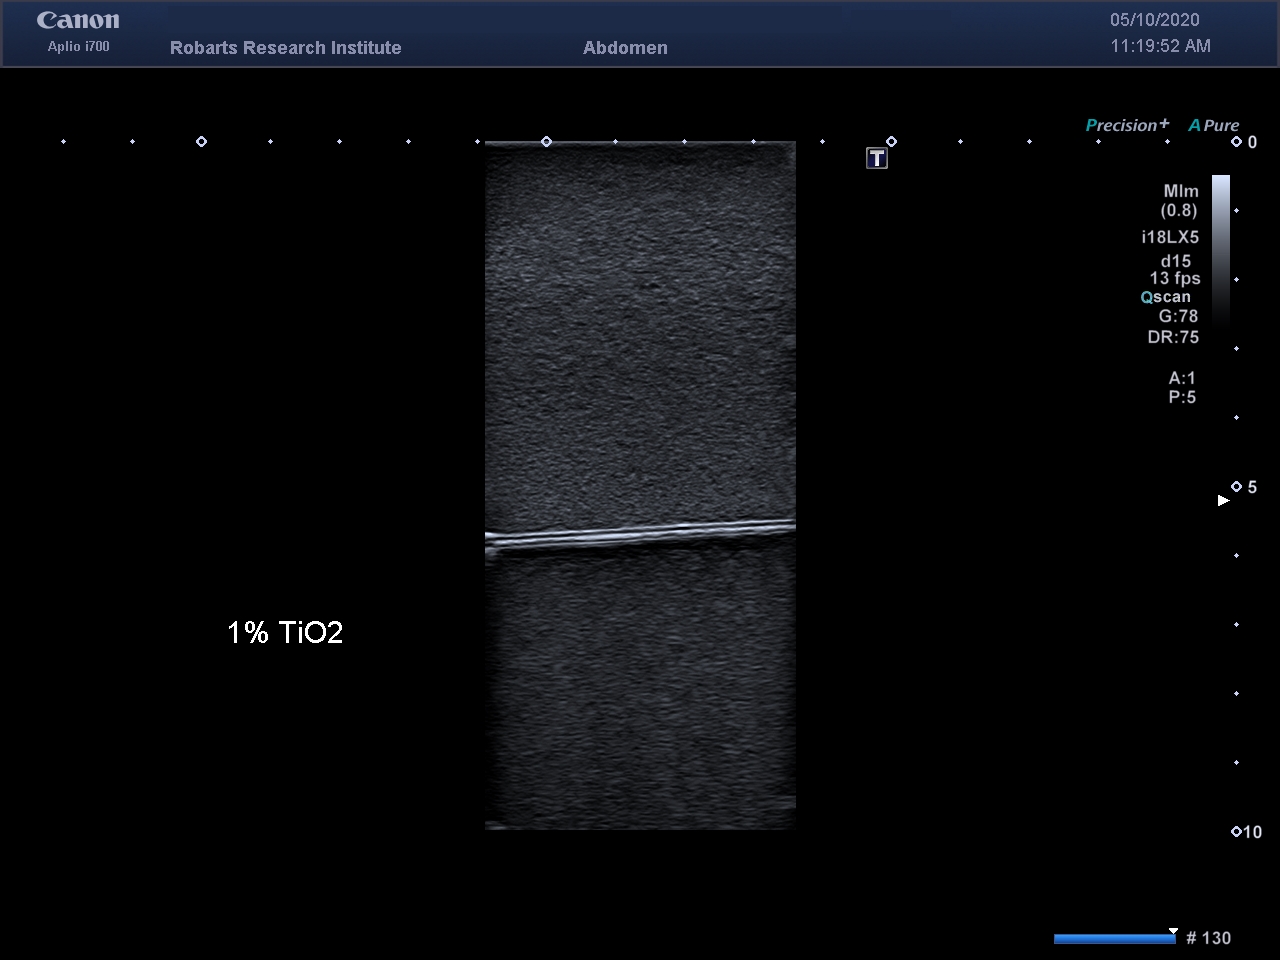 Canon
Aplio i700
Robarts Research Institute
Abdomen
05/10/2020
11:19:52 AM
Precision+ A Pure
T
0
MIm
(0.8)
i18LX5
d15
13 fps
Qscan
G:78
DR:75
A:1
P:5
5
1% TiO2
10
# 130